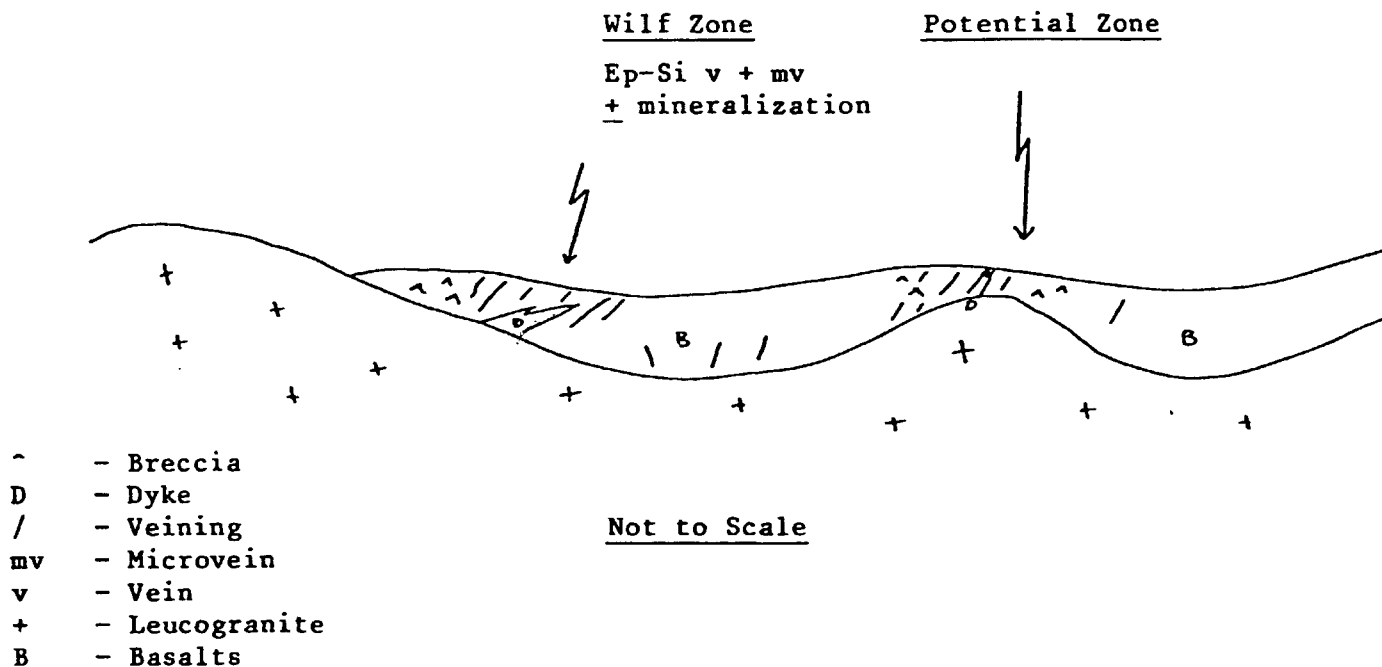 Wilf Zone
Ep-Si v + mv
± mineralization
Potential Zone
D
B
D
B
^ - Breccia
D - Dyke
/ - Veining
mv - Microvein
v - Vein
+ - Leucogranite
B - Basalts
Not to Scale